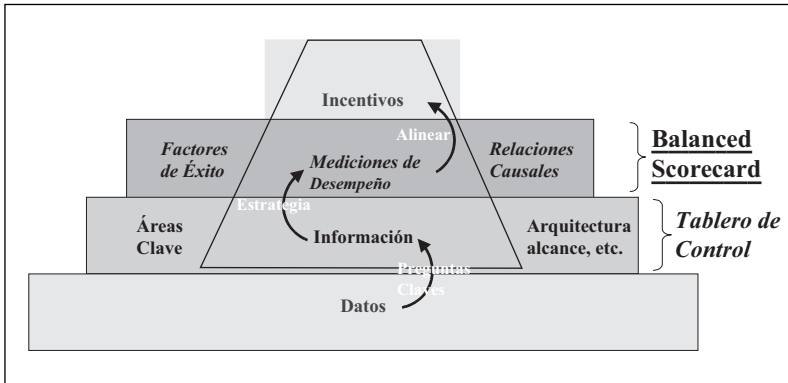 Incentivos
Alinear
Factores
de Éxito
Mediciones de
Desempeño
Relaciones
Causales
Balanced
Scorecard
Estrategia
Áreas
Clave
Información
Arquitectura
alcance, etc.
Tablero de
Control
Preguntas
Claves
Datos